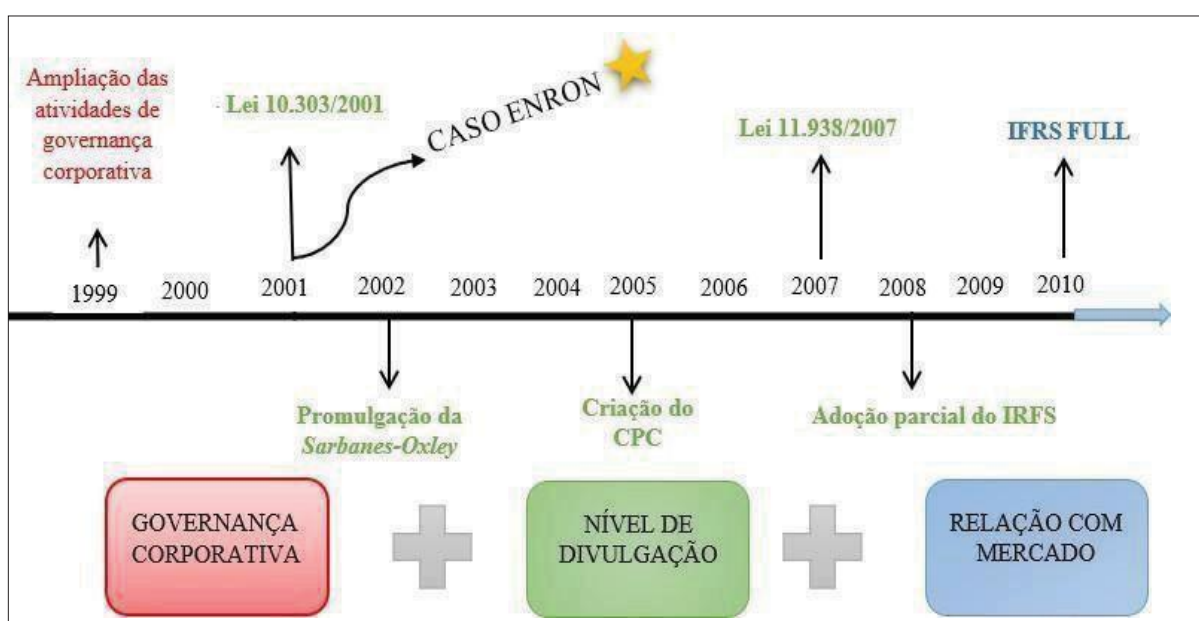 Ampliação das
atividades de
governança
corporativa
Lei 10.303/2001
CASO ENRON
Lei 11.938/2007
IFRS FULL
1999 2000 2001 2002 2003 2004 2005 2006 2007 2008 2009 2010
Promulgação da
Sarbanes-Oxley
Criação do
CPC
Adoção parcial do IRFS
GOVERNANÇA
CORPORATIVA
NÍVEL DE
DIVULGAÇÃO
RELAÇÃO COM
MERCADO